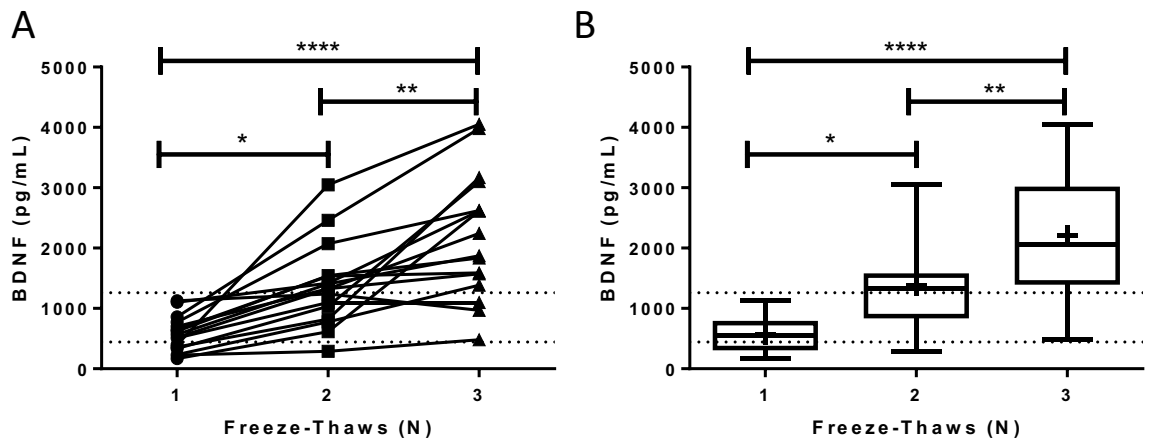 A
****
**
*
5000
4000
3000
2000
1000
0
BDNF (pg/mL)
1 2 3
Freeze-Thaws (N)
B
****
**
*
5000
4000
3000
2000
1000
0
BDNF (pg/mL)
1 2 3
Freeze-Thaws (N)